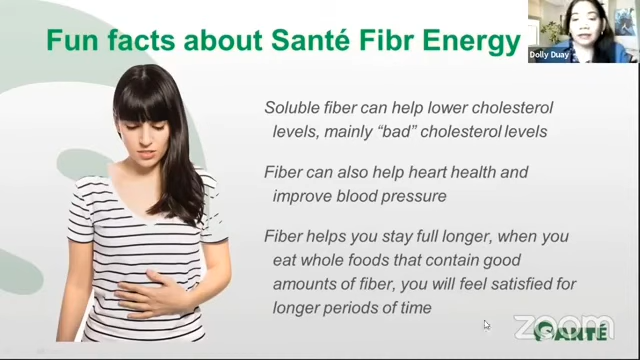 Fun facts about Santé Fibr Energy
Dolly Duay
Soluble fiber can help lower cholesterol
levels, mainly “bad” cholesterol levels
Fiber can also help heart health and
improve blood pressure
Fiber helps you stay full longer, when you
eat whole foods that contain good
amounts of fiber, you will feel satisfied for
longer periods of time
zoom
SANTÉ